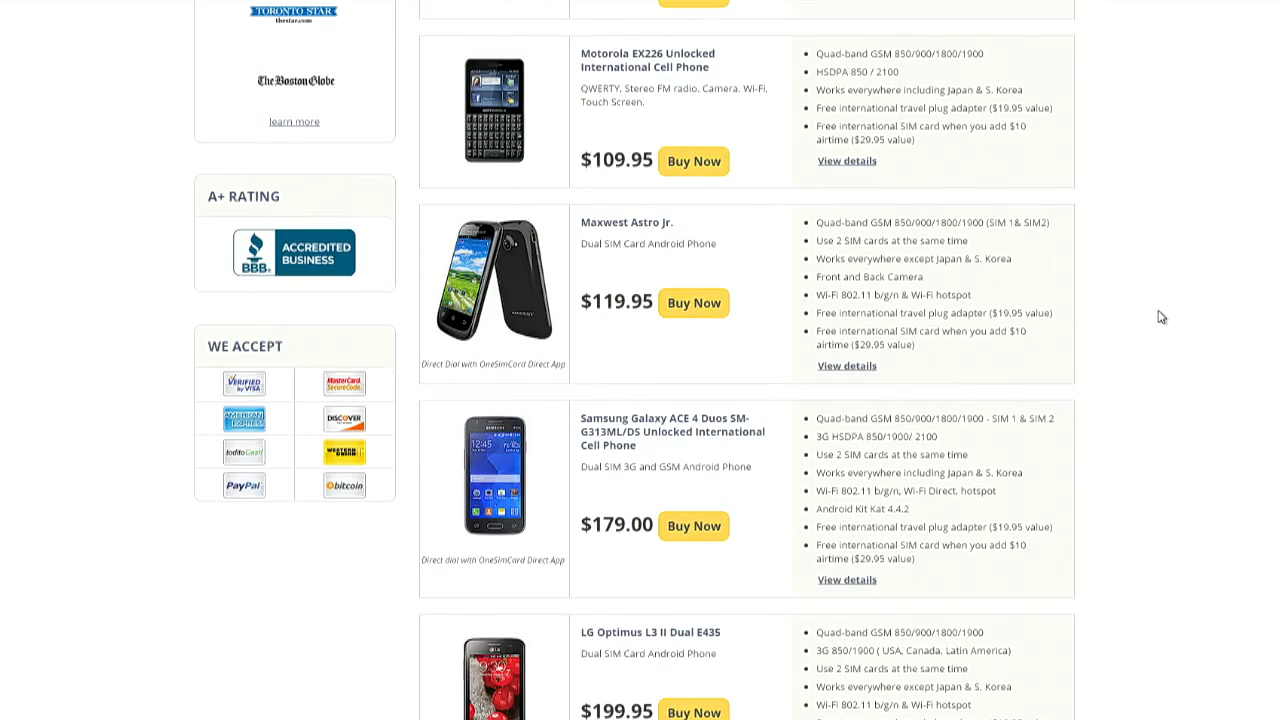 TORONTO STAR
thestar.com
The Boston Globe
learn more
A+ RATING
BBB.
ACCREDITED
BUSINESS
WE ACCEPT
VERIFIED
by VISA
MasterCard.
SecureCode.
AMERICAN
EXPRESS
DISCOVER
WESTERN
UNION
PayPal
bitcoin
Motorola EX226 Unlocked
International Cell Phone
QWERTY, Stereo FM radio, Camera, Wi-Fi,
Touch Screen.
$109.95 Buy Now
Quad-band GSM 850/900/1800/1900
HSDPA 850 / 2100
Works everywhere including Japan & S. Korea
Free international travel plug adapter ($19.95 value)
Free international SIM card when you add $10
airtime ($29.95 value)
View details
Maxwest Astro Jr.
Dual SIM Card Android Phone
$119.95 Buy Now
Direct Dial with OneSimCard Direct App
Quad-band GSM 850/900/1800/1900 (SIM 1& SIM2)
Use 2 SIM cards at the same time
Works everywhere except Japan & S. Korea
Front and Back Camera
Wi-Fi 802.11 b/g/n & Wi-Fi hotspot
Free international travel plug adapter ($19.95 value)
Free international SIM card when you add $10
airtime ($29.95 value)
View details
Samsung Galaxy ACE 4 Duos SM-
G313ML/DS Unlocked International
Cell Phone
Dual SIM 3G and GSM Android Phone
$179.00 Buy Now
12:45
Direct dial with OneSimCard Direct App
Quad-band GSM 850/900/1800/1900 - SIM 1 & SIM 2
3G HSDPA 850/1900/ 2100
Use 2 SIM cards at the same time
Works everywhere including Japan & S. Korea
Wi-Fi 802.11 b/g/n, Wi-Fi Direct, hotspot
Android Kit Kat 4.4.2
Free international travel plug adapter ($19.95 value)
Free international SIM card when you add $10
airtime ($29.95 value)
View details
LG Optimus L3 II Dual E435
Dual SIM Card Android Phone
$199.95 Buy Now
LG
Quad-band GSM 850/900/1800/1900
3G 850/1900 ( USA, Canada, Latin America)
Use 2 SIM cards at the same time
Works everywhere except Japan & S. Korea
Wi-Fi 802.11 b/g/n & Wi-Fi hotspot